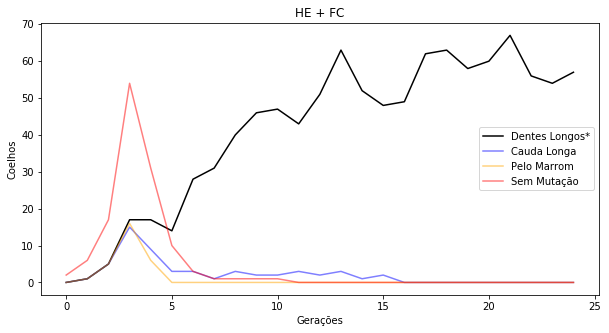 HE + FC
70
60
50
40
30
20
10
0
Coelhos
Dentes Longos*
Cauda Longa
Pelo Marrom
Sem Mutação
0 5 10 15 20 25
Gerações